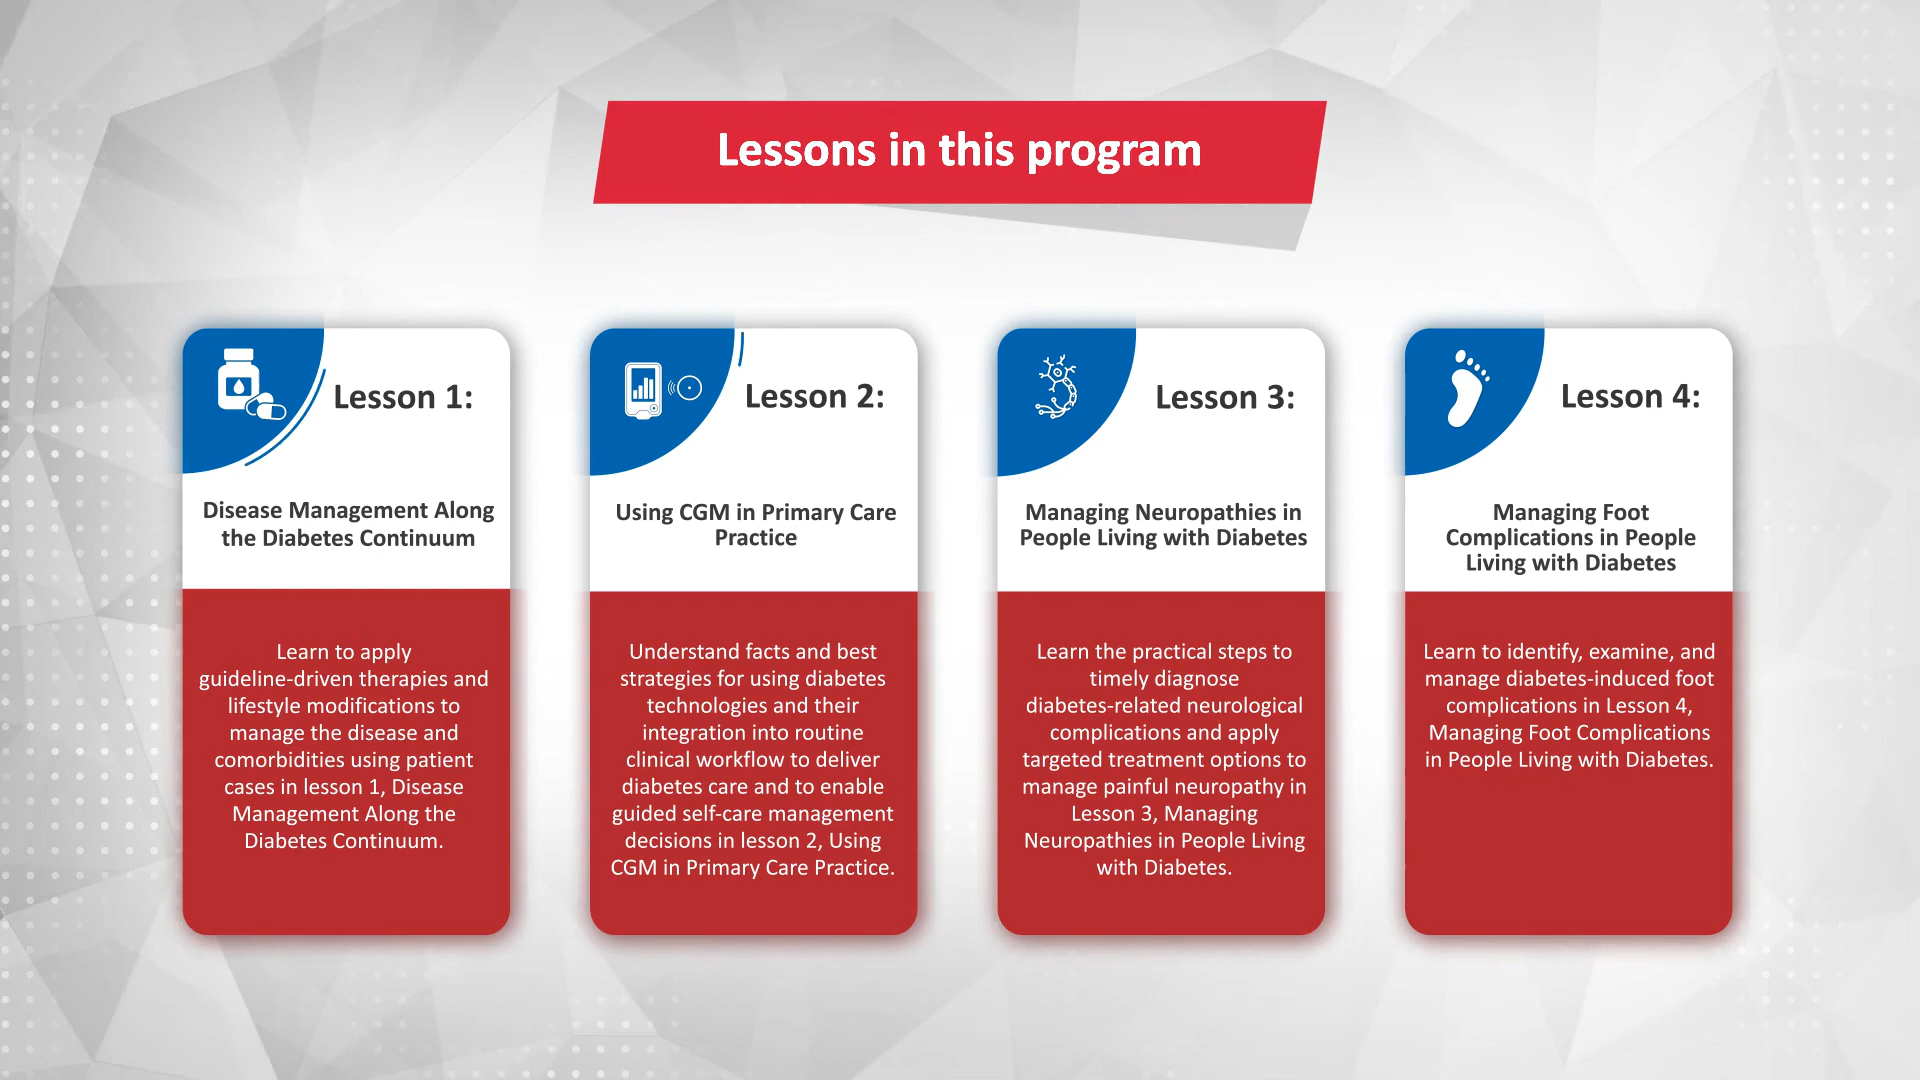 Lessons in this program
Lesson 1:
Disease Management Along
the Diabetes Continuum
Learn to apply
guideline-driven therapies and
lifestyle modifications to
manage the disease and
comorbidities using patient
cases in lesson 1, Disease
Management Along the
Diabetes Continuum.
Lesson 2:
Using CGM in Primary Care
Practice
Understand facts and best
strategies for using diabetes
technologies and their
integration into routine
clinical workflow to deliver
diabetes care and to enable
guided self-care management
decisions in lesson 2, Using
CGM in Primary Care Practice.
Lesson 3:
Managing Neuropathies in
People Living with Diabetes
Learn the practical steps to
timely diagnose
diabetes-related neurological
complications and apply
targeted treatment options to
manage painful neuropathy in
Lesson 3, Managing
Neuropathies in People Living
with Diabetes.
Lesson 4:
Managing Foot
Complications in People
Living with Diabetes
Learn to identify, examine, and
manage diabetes-induced foot
complications in Lesson 4,
Managing Foot Complications
in People Living with Diabetes.